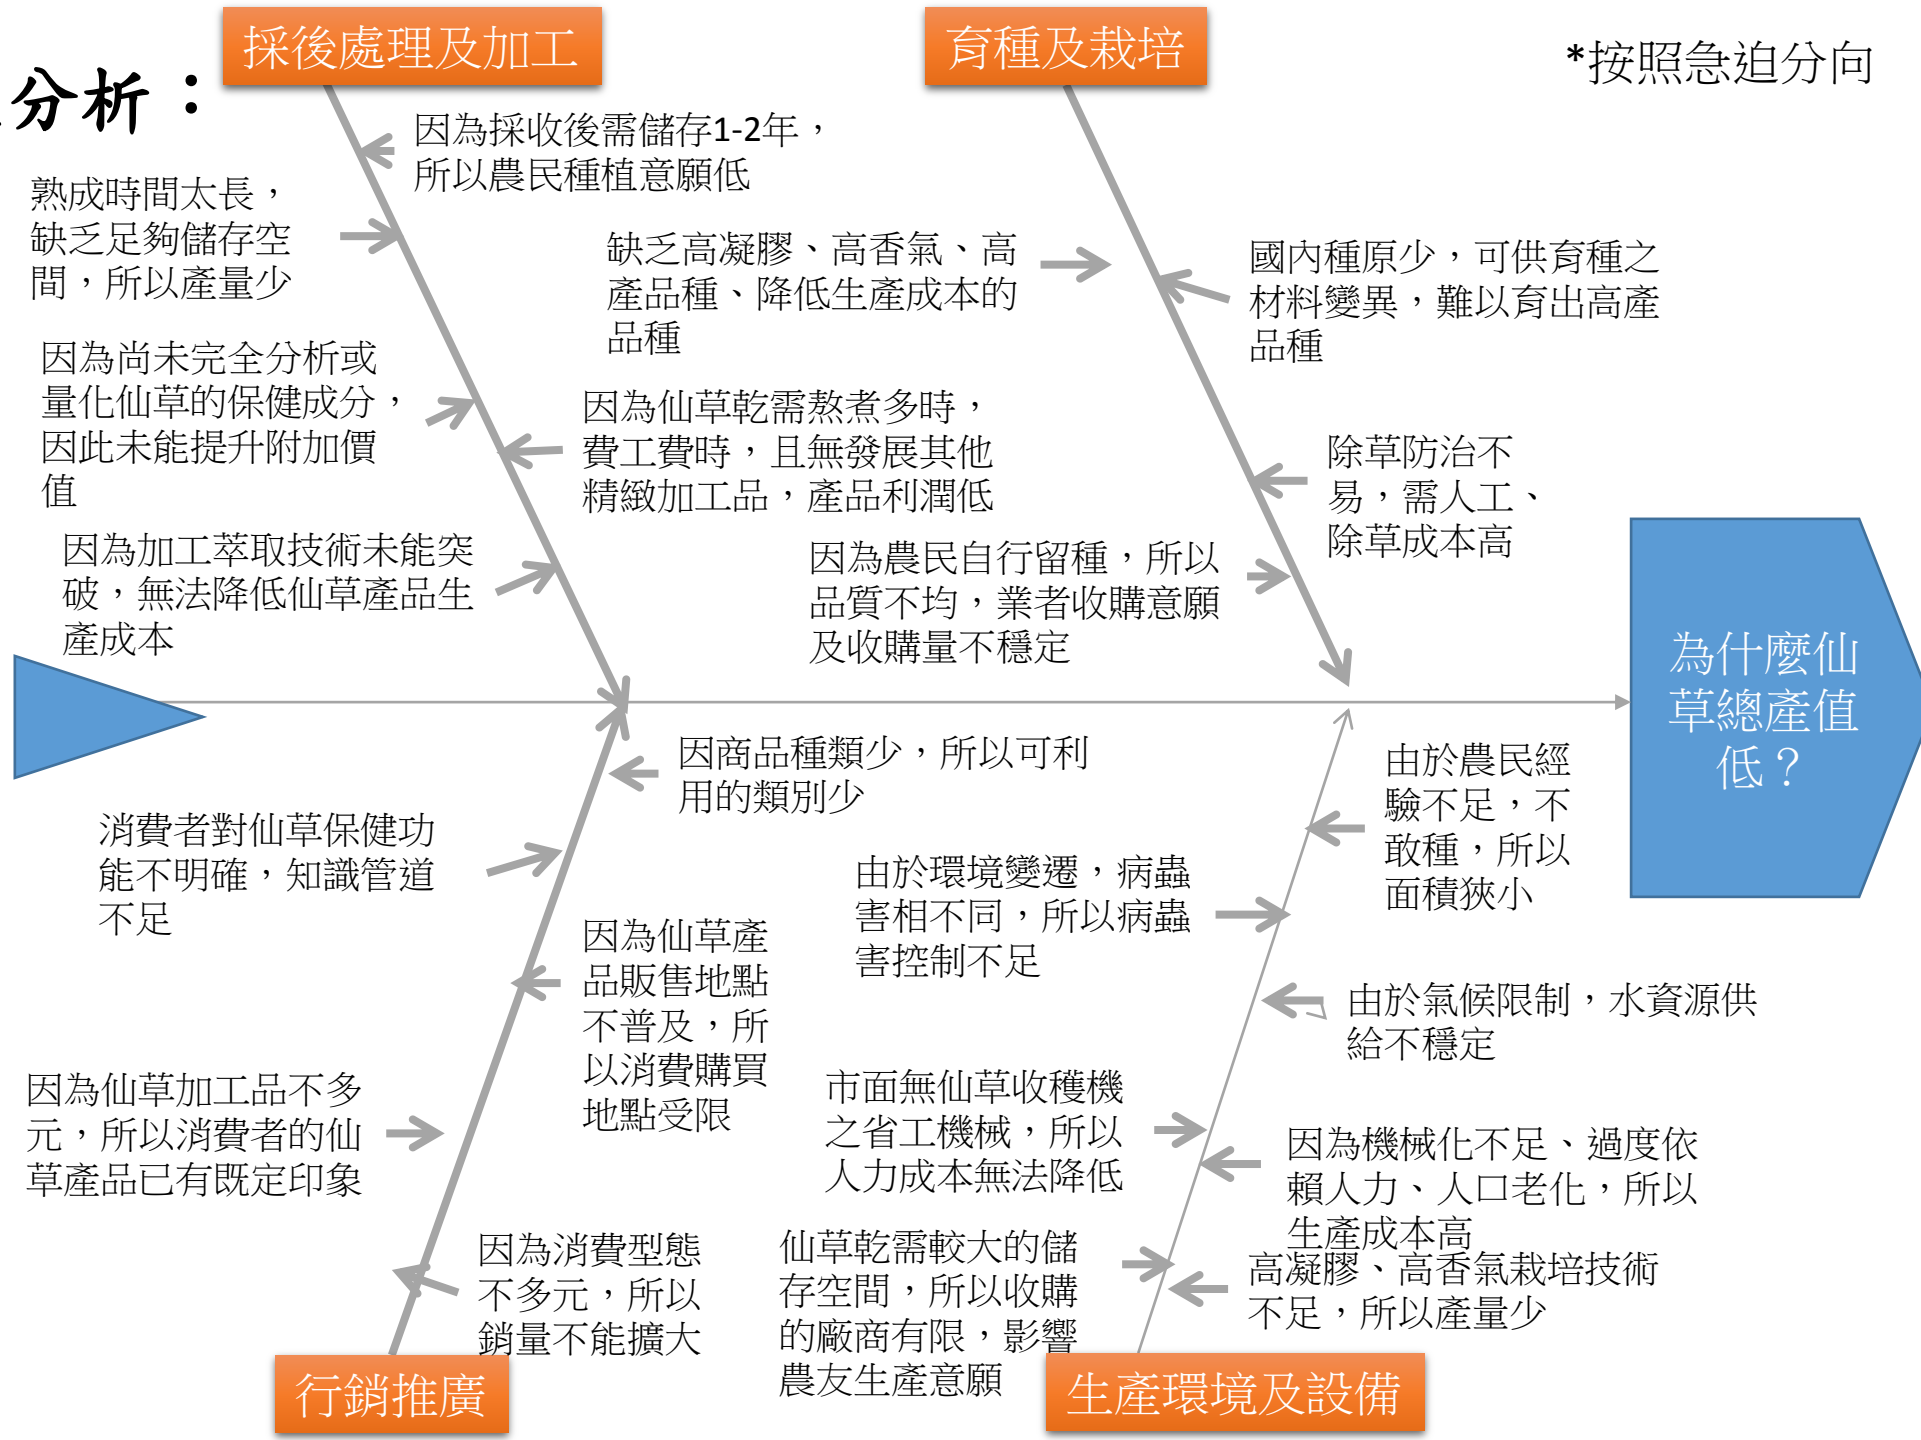 分析：
採後處理及加工
育種及栽培
*按照急迫分向
因為採收後需儲存1-2年，
所以農民種植意願低
熟成時間太長，
缺乏足夠儲存空
間，所以產量少
缺乏高凝膠、高香氣、高
產品種、降低生產成本的
品種
國內種原少，可供育種之
材料變異，難以育出高產
品種
因為尚未完全分析或
量化仙草的保健成分，
因此未能提升附加價
值
因為仙草乾需熬煮多時，
費工費時，且無發展其他
精緻加工品，產品利潤低
除草防治不
易，需人工、
除草成本高
因為加工萃取技術未能突
破，無法降低仙草產品生
產成本
因為農民自行留種，所以
品質不均，業者收購意願
及收購量不穩定
為什麼仙
草總產值
低？
因商品種類少，所以可利
用的類別少
消費者對仙草保健功
能不明確，知識管道
不足
由於農民經
驗不足，不
敢種，所以
面積狹小
由於環境變遷，病蟲
害相不同，所以病蟲
害控制不足
因為仙草產
品販售地點
不普及，所
以消費購買
地點受限
由於氣候限制，水資源供
給不穩定
因為仙草加工品不多
元，所以消費者的仙
草產品已有既定印象
市面無仙草收穫機
之省工機械，所以
人力成本無法降低
因為機械化不足、過度依
賴人力、人口老化，所以
生產成本高
因為消費型態
不多元，所以
銷量不能擴大
仙草乾需較大的儲
存空間，所以收購
的廠商有限，影響
農友生產意願
高凝膠、高香氣栽培技術
不足，所以產量少
行銷推廣
生產環境及設備